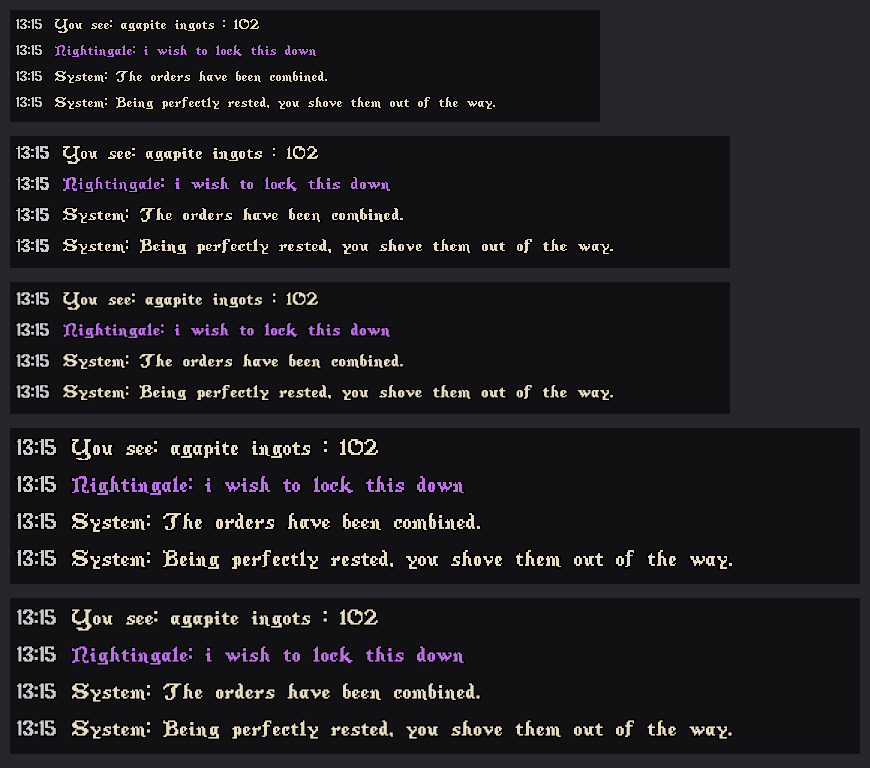 13:15 You see: agapite ingots : 102
13:15 Nightingale: i wish to lock this down
13:15 System: The orders have been combined.
13:15 System: Being perfectly rested, you shove them out of the way.
13:15 You see: agapite ingots : 102
13:15 Nightingale: i wish to lock this down
13:15 System: The orders have been combined.
13:15 System: Being perfectly rested, you shove them out of the way.
13:15 You see: agapite ingots : 102
13:15 Nightingale: i wish to lock this down
13:15 System: The orders have been combined.
13:15 System: Being perfectly rested, you shove them out of the way.
13:15 You see: agapite ingots : 102
13:15 Nightingale: i wish to lock this down
13:15 System: The orders have been combined.
13:15 System: Being perfectly rested, you shove them out of the way.
13:15 You see: agapite ingots : 102
13:15 Nightingale: i wish to lock this down
13:15 System: The orders have been combined.
13:15 System: Being perfectly rested, you shove them out of the way.